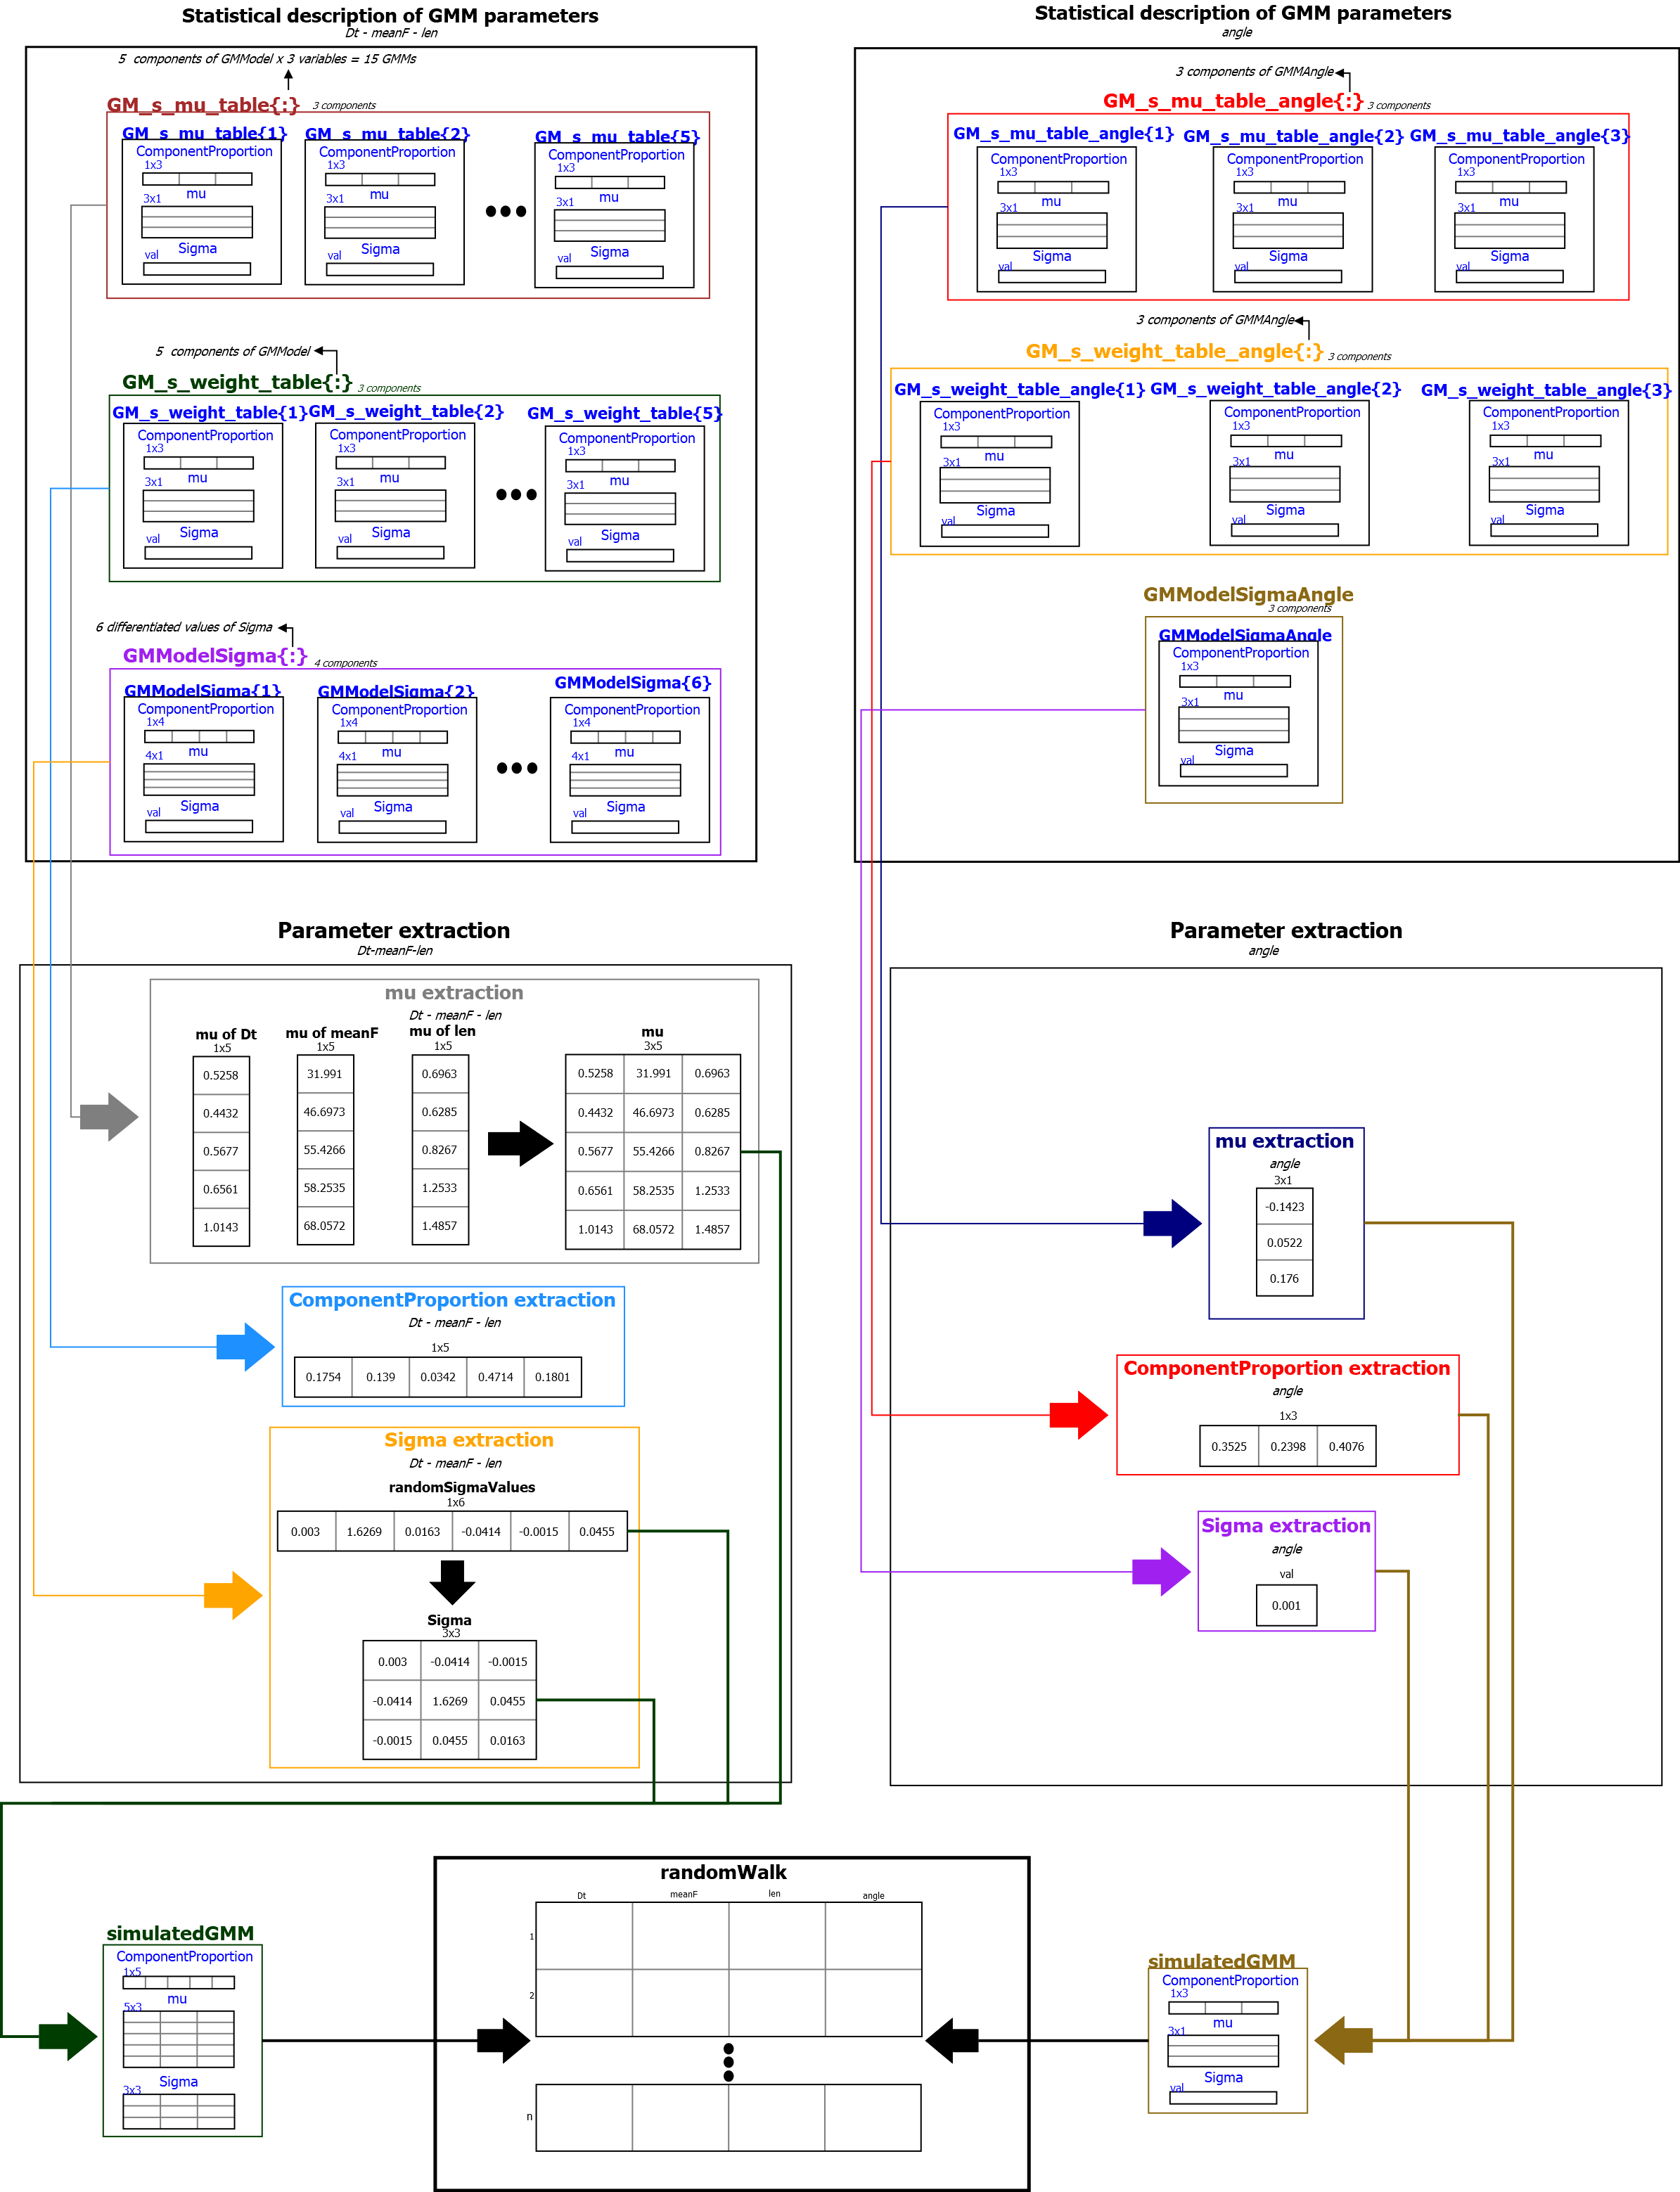 Statistical description of GMM parameters
Dt - meanF - len
5 components of GMModel x 3 variables = 15 GMMs
GM_s_mu_table{:} 3 components
GM_s_mu_table{1} GM_s_mu_table{2} GM_s_mu_table{5}
ComponentProportion ComponentProportion ComponentProportion
1x3 1x3 1x3
mu mu mu
3x1 3x1 3x1
Sigma Sigma Sigma
val val val
5 components of GMModel
GM_s_weight_table{:} 3 components
GM_s_weight_table{1} GM_s_weight_table{2} GM_s_weight_table{5}
ComponentProportion ComponentProportion ComponentProportion
1x3 1x3 1x3
mu mu mu
3x1 3x1 3x1
Sigma Sigma Sigma
val val val
6 differentiated values of Sigma
GMModelSigma{:} 4 components
GMModelSigma{1} GMModelSigma{2} GMModelSigma{6}
ComponentProportion ComponentProportion ComponentProportion
1x4 1x4 1x4
mu mu mu
4x1 4x1 4x1
Sigma Sigma Sigma
val val val
Statistical description of GMM parameters
angle
3 components of GMMAngle
GM_s_mu_table_angle{:} 3 components
GM_s_mu_table_angle{1} GM_s_mu_table_angle{2} GM_s_mu_table_angle{3}
ComponentProportion ComponentProportion ComponentProportion
1x3 1x3 1x3
mu mu mu
3x1 3x1 3x1
Sigma Sigma Sigma
val val val
3 components of GMMAngle
GM_s_weight_table_angle{:} 3 components
GM_s_weight_table_angle{1} GM_s_weight_table_angle{2} GM_s_weight_table_angle{3}
ComponentProportion ComponentProportion ComponentProportion
1x3 1x3 1x3
mu mu mu
3x1 3x1 3x1
Sigma Sigma Sigma
val val val
GMModelSigmaAngle
3 components
GMModelSigmaAngle
ComponentProportion
1x3
mu
3x1
Sigma
val
Parameter extraction
Dt-meanF-len
mu extraction
Dt - meanF - len
mu of Dt mu of meanF mu of len mu
1x5 1x5 1x5 3x5
0.5258 31.991 0.6963 0.5258 31.991 0.6963
0.4432 46.6973 0.6285 0.4432 46.6973 0.6285
0.5677 55.4266 0.8267 0.5677 55.4266 0.8267
0.6561 58.2535 1.2533 0.6561 58.2535 1.2533
1.0143 68.0572 1.4857 1.0143 68.0572 1.4857
ComponentProportion extraction
Dt - meanF - len
1x5
0.1754 0.139 0.0342 0.4714 0.1801
Sigma extraction
Dt - meanF - len
randomSigmaValues
1x6
0.003 1.6269 0.0163 -0.0414 -0.0015 0.0455
Sigma
3x3
0.003 -0.0414 -0.0015
-0.0414 1.6269 0.0455
-0.0015 0.0455 0.0163
Parameter extraction
angle
mu extraction
angle
3x1
-0.1423
0.0522
0.176
ComponentProportion extraction
angle
1x3
0.3525 0.2398 0.4076
Sigma extraction
angle
val
0.001
simulatedGMM
ComponentProportion
1x5
mu
5x3
Sigma
3x3
randomWalk
Dt meanF len angle
1
2
n
simulatedGMM
ComponentProportion
1x3
mu
3x1
Sigma
val